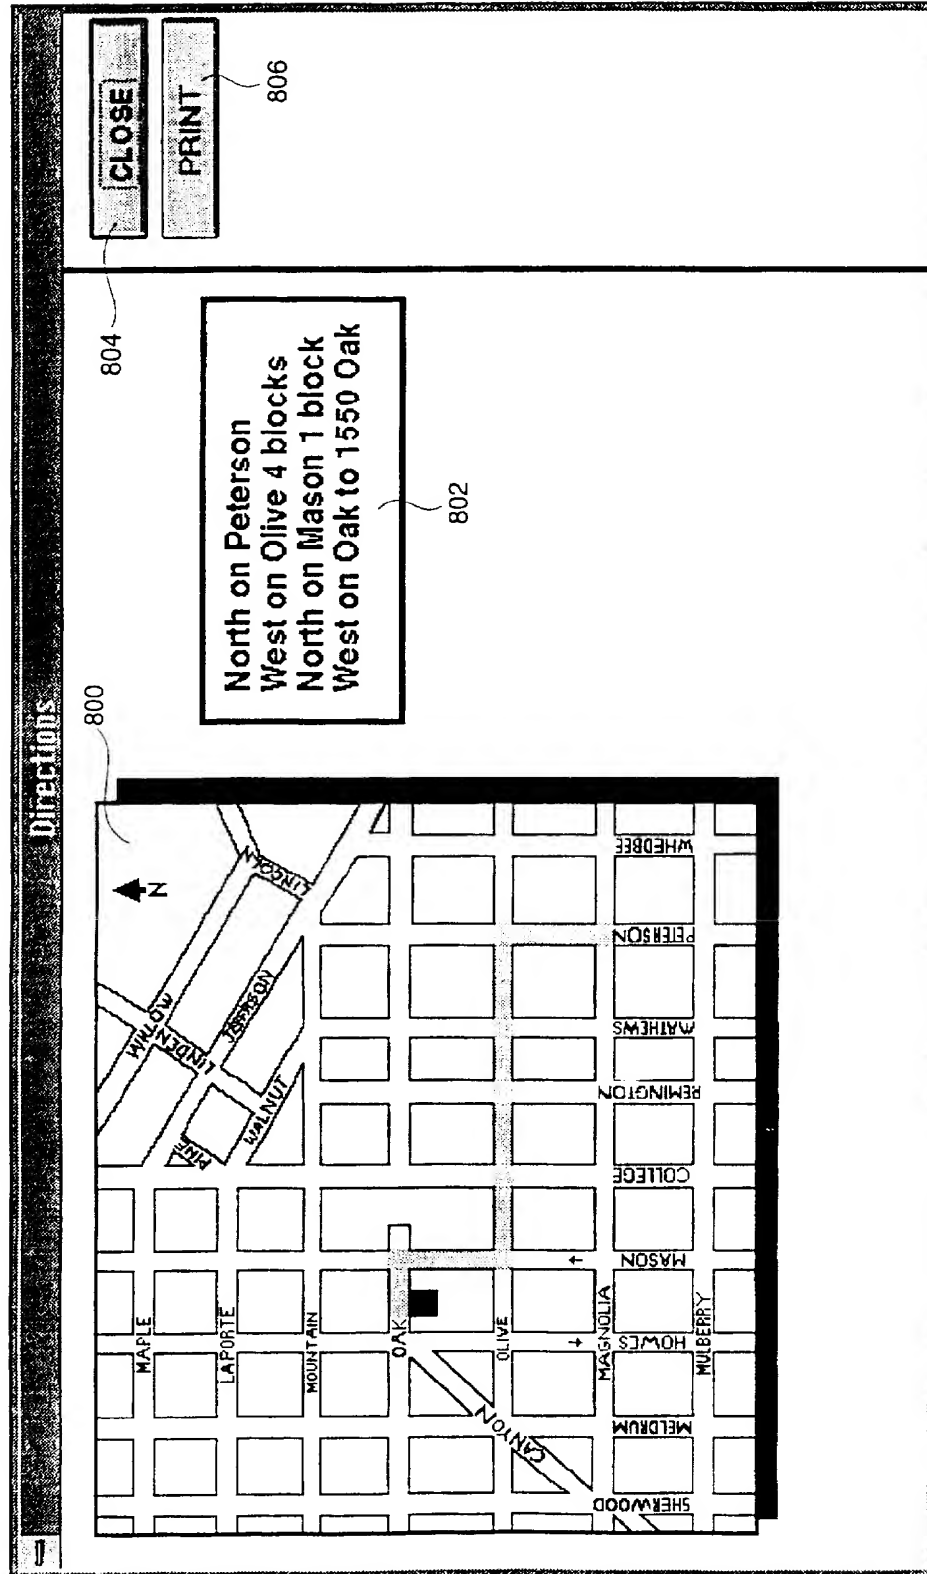 Directions
CLOSE
PRINT
804
806
North on Peterson
West on Olive 4 blocks
North on Mason 1 block
West on Oak to 1550 Oak
802
800
N
WILLOW
LINCOLN
LINDEN
JEFFERSON
PINE
WALNUT
MAPLE
LAPORTE
MOUNTAIN
OAK
OLIVE
MAGNOLIA
MULBERRY
CANYON
SHERWOOD
MELDRUM
HOWES
MASON
COLLEGE
REMINGTON
MATHEWS
PETERSON
WHEDBEE